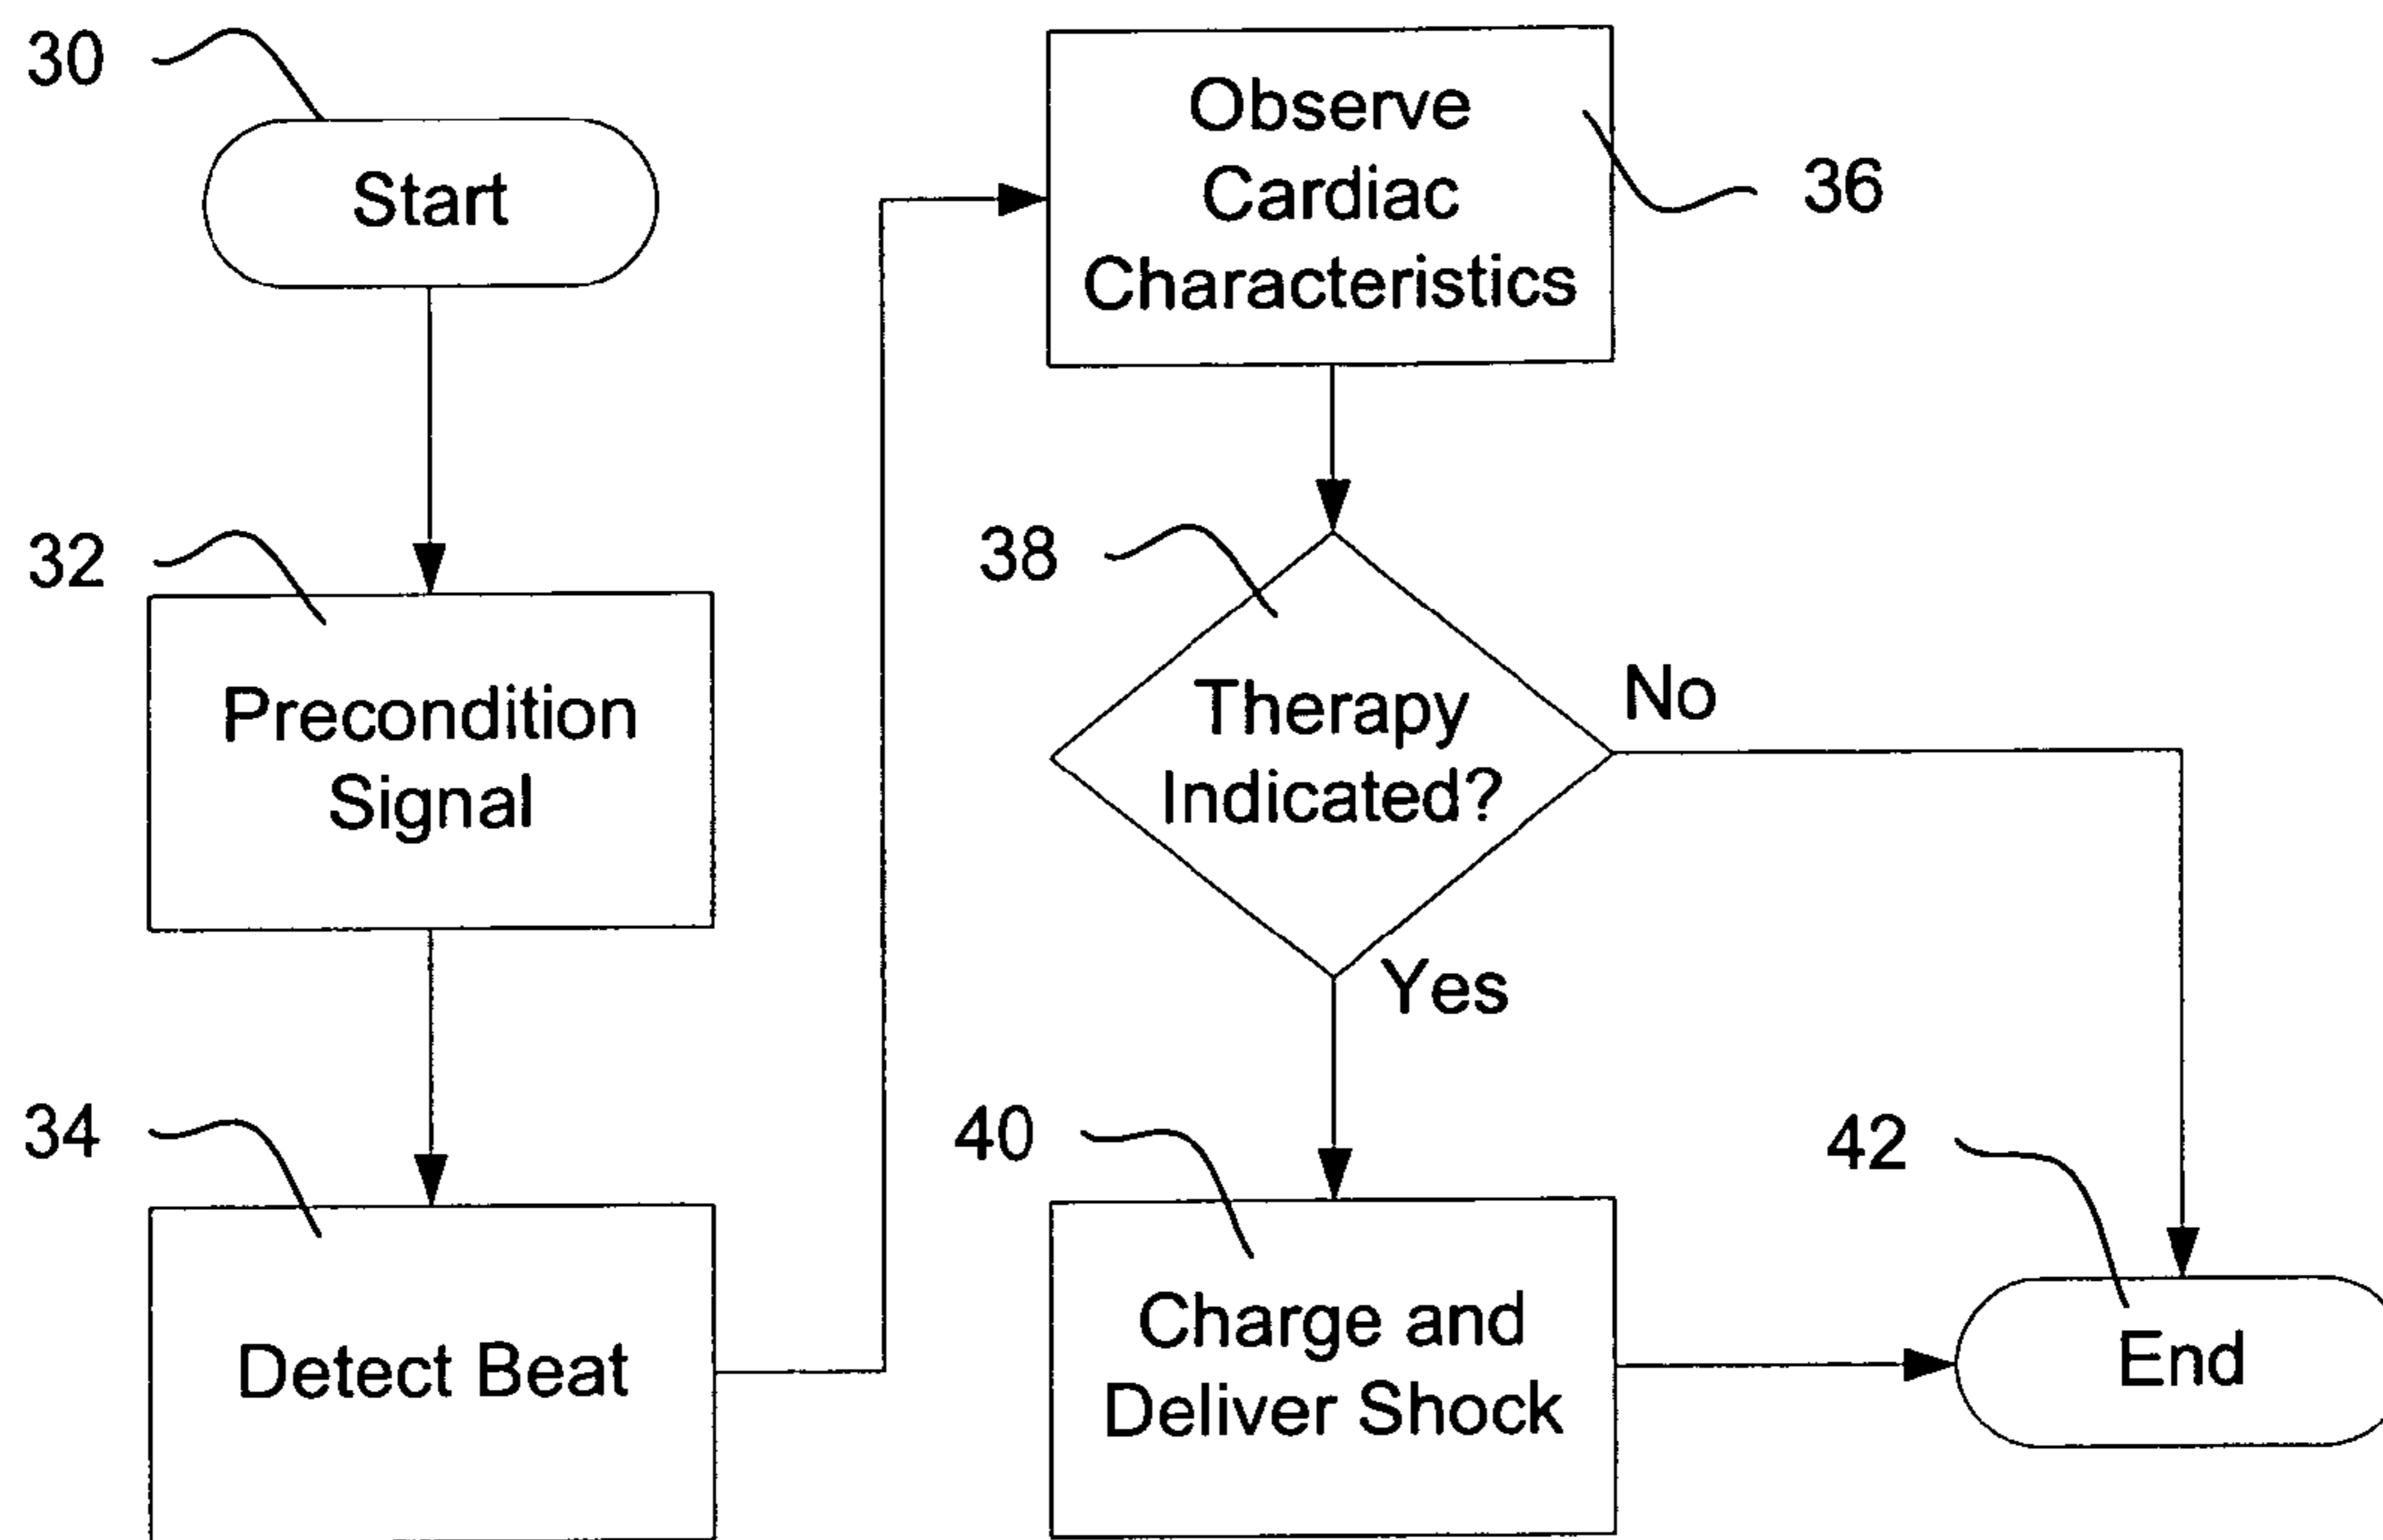 30
Start
32
Precondition
Signal
34
Detect Beat
Observe
Cardiac
Characteristics
36
38
Therapy
Indicated?
No
Yes
40
Charge and
Deliver Shock
42
End